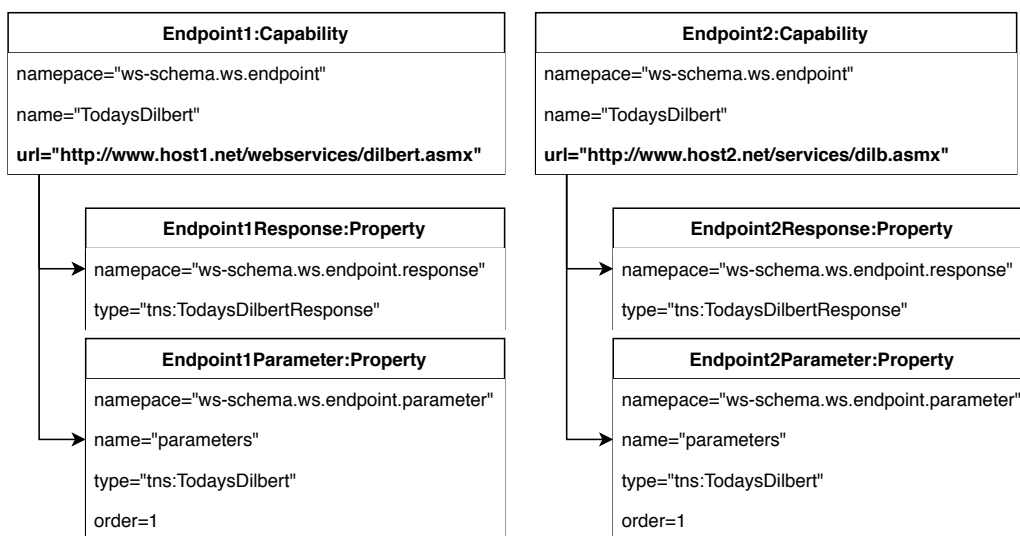 Endpoint1:Capability
namepace="ws-schema.ws.endpoint"
name="TodaysDilbert"
url="http://www.host1.net/webservices/dilbert.asmx"
Endpoint1Response:Property
namepace="ws-schema.ws.endpoint.response"
type="tns:TodaysDilbertResponse"
Endpoint1Parameter:Property
namepace="ws-schema.ws.endpoint.parameter"
name="parameters"
type="tns:TodaysDilbert"
order=1
Endpoint2:Capability
namepace="ws-schema.ws.endpoint"
name="TodaysDilbert"
url="http://www.host2.net/services/dilb.asmx"
Endpoint2Response:Property
namepace="ws-schema.ws.endpoint.response"
type="tns:TodaysDilbertResponse"
Endpoint2Parameter:Property
namepace="ws-schema.ws.endpoint.parameter"
name="parameters"
type="tns:TodaysDilbert"
order=1